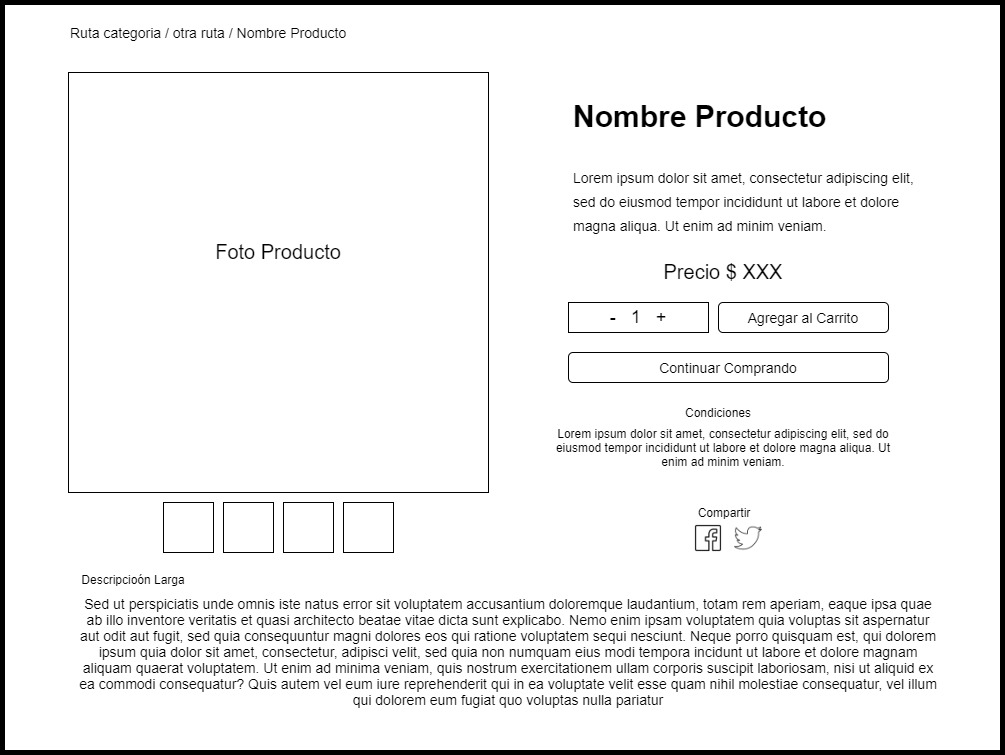 Ruta categoria / otra ruta / Nombre Producto
Foto Producto
Nombre Producto
Lorem ipsum dolor sit amet, consectetur adipiscing elit,
sed do eiusmod tempor incididunt ut labore et dolore
magna aliqua. Ut enim ad minim veniam.
Precio $ XXX
- 1 +
Agregar al Carrito
Continuar Comprando
Condiciones
Lorem ipsum dolor sit amet, consectetur adipiscing elit, sed do
eiusmod tempor incididunt ut labore et dolore magna aliqua. Ut
enim ad minim veniam.
Compartir
Descripcioón Larga
Sed ut perspiciatis unde omnis iste natus error sit voluptatem accusantium doloremque laudantium, totam rem aperiam, eaque ipsa quae
ab illo inventore veritatis et quasi architecto beatae vitae dicta sunt explicabo. Nemo enim ipsam voluptatem quia voluptas sit aspernatur
aut odit aut fugit, sed quia consequuntur magni dolores eos qui ratione voluptatem sequi nesciunt. Neque porro quisquam est, qui dolorem
ipsum quia dolor sit amet, consectetur, adipisci velit, sed quia non numquam eius modi tempora incidunt ut labore et dolore magnam
aliquam quaerat voluptatem. Ut enim ad minima veniam, quis nostrum exercitationem ullam corporis suscipit laboriosam, nisi ut aliquid ex
ea commodi consequatur? Quis autem vel eum iure reprehenderit qui in ea voluptate velit esse quam nihil molestiae consequatur, vel illum
qui dolorem eum fugiat quo voluptas nulla pariatur